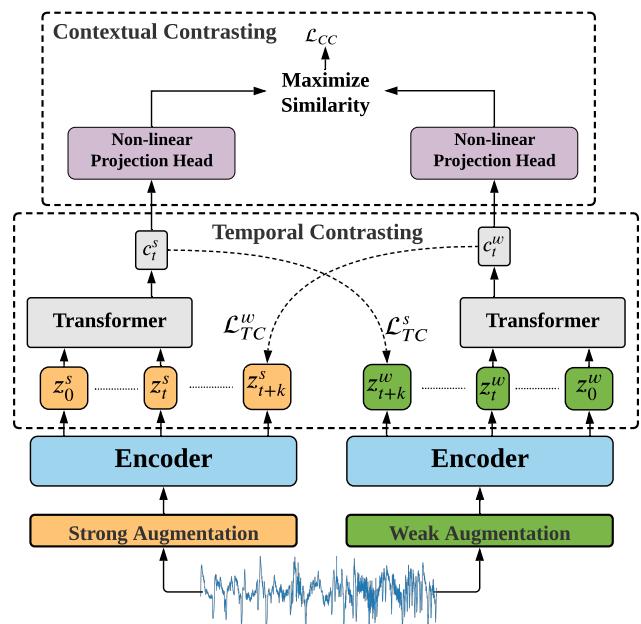 Contextual Contrasting
ℒ_CC
Maximize
Similarity
Non-linear
Projection Head
Non-linear
Projection Head
Temporal Contrasting
c_t^s
c_t^w
Transformer
ℒ_TC^w
ℒ_TC^s
Transformer
z_0^s
z_t^s
z_{t+k}^s
z_{t+k}^w
z_t^w
z_0^w
Encoder
Encoder
Strong Augmentation
Weak Augmentation